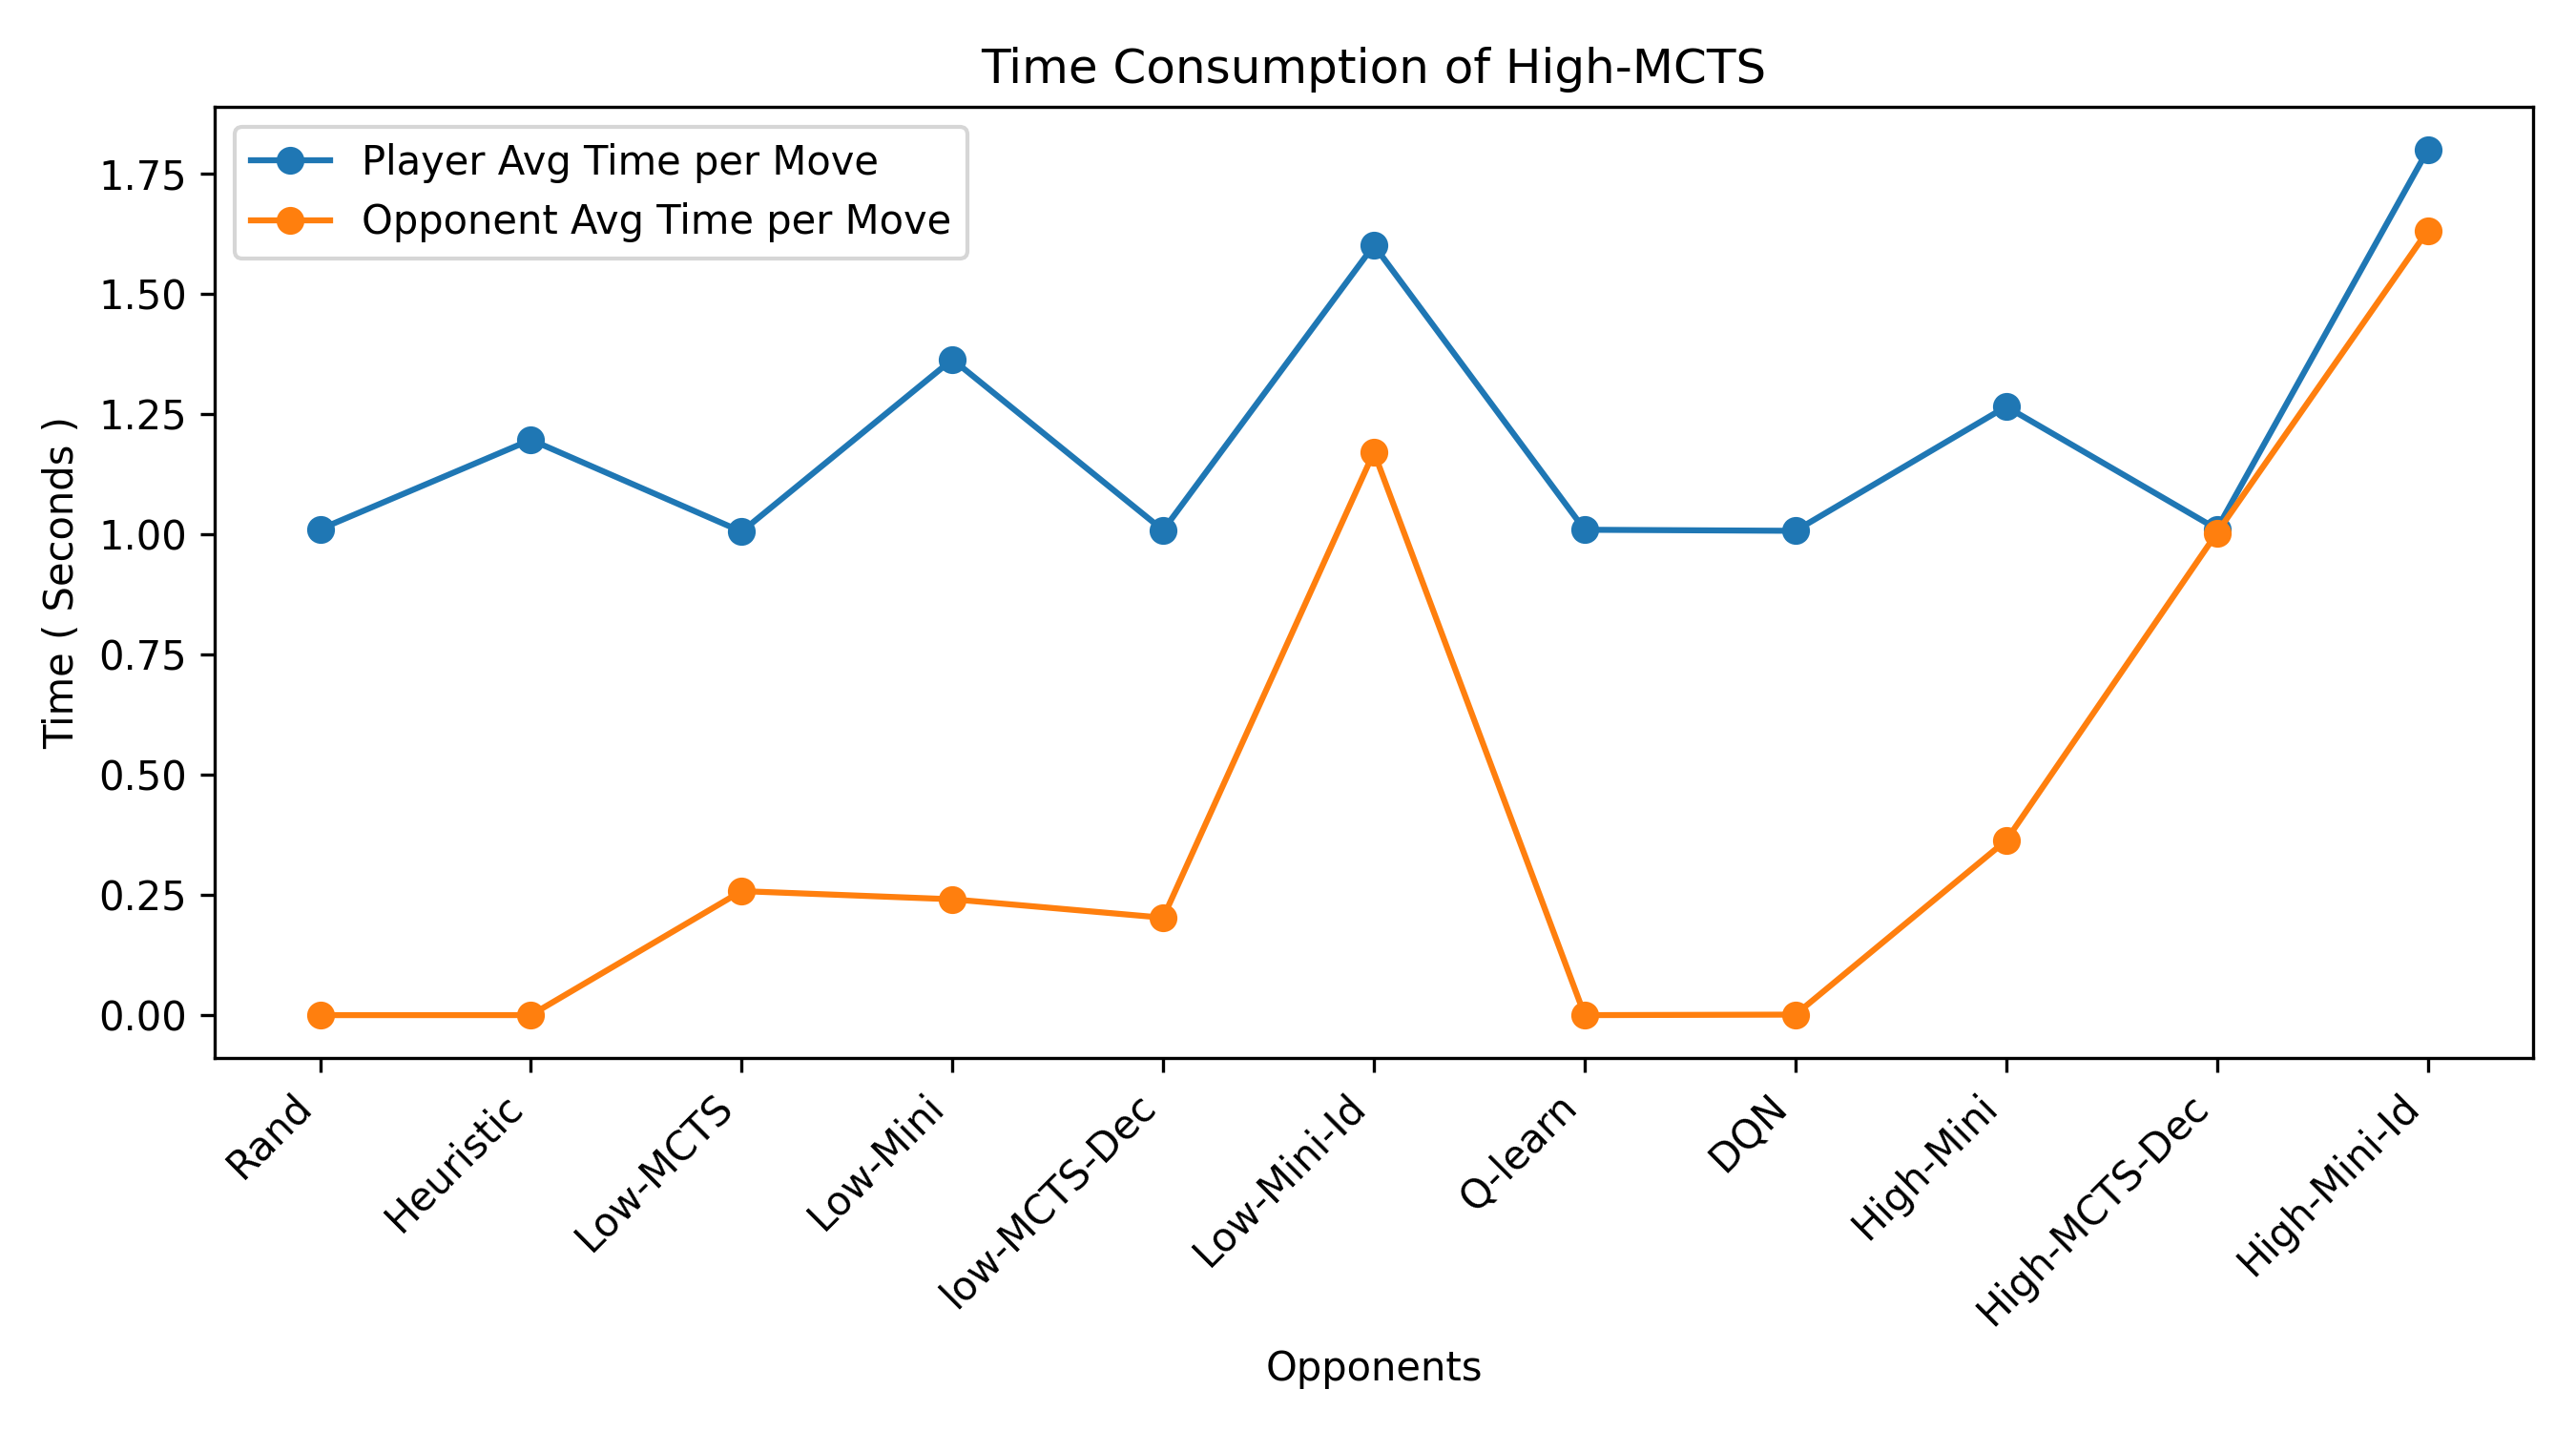 Time Consumption of High-MCTS
Player Avg Time per Move
Opponent Avg Time per Move
Time ( Seconds )
1.75
1.50
1.25
1.00
0.75
0.50
0.25
0.00
Rand
Heuristic
Low-MCTS
Low-Mini
low-MCTS-Dec
Low-Mini-Id
Q-learn
DQN
High-Mini
High-MCTS-Dec
High-Mini-Id
Opponents